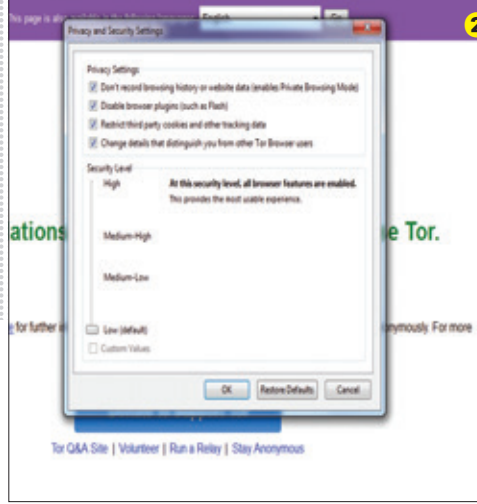 This page is also available in the following languages: English Go
2
Privacy and Security Settings
Privacy Settings
Don't record browsing history or website data (enables Private Browsing Mode)
Disable browser plugins (such as Flash)
Restrict third party cookies and other tracking data
Change details that distinguish you from other Tor Browser users
Security Level
High
At this security level, all browser features are enabled.
This provides the most usable experience.
ations
e Tor.
Medium-High
Medium-Low
for further
onymously. For more
Low (default)
Custom Values
OK Restore Defaults Cancel
Tor Q&A Site | Volunteer | Run a Relay | Stay Anonymous